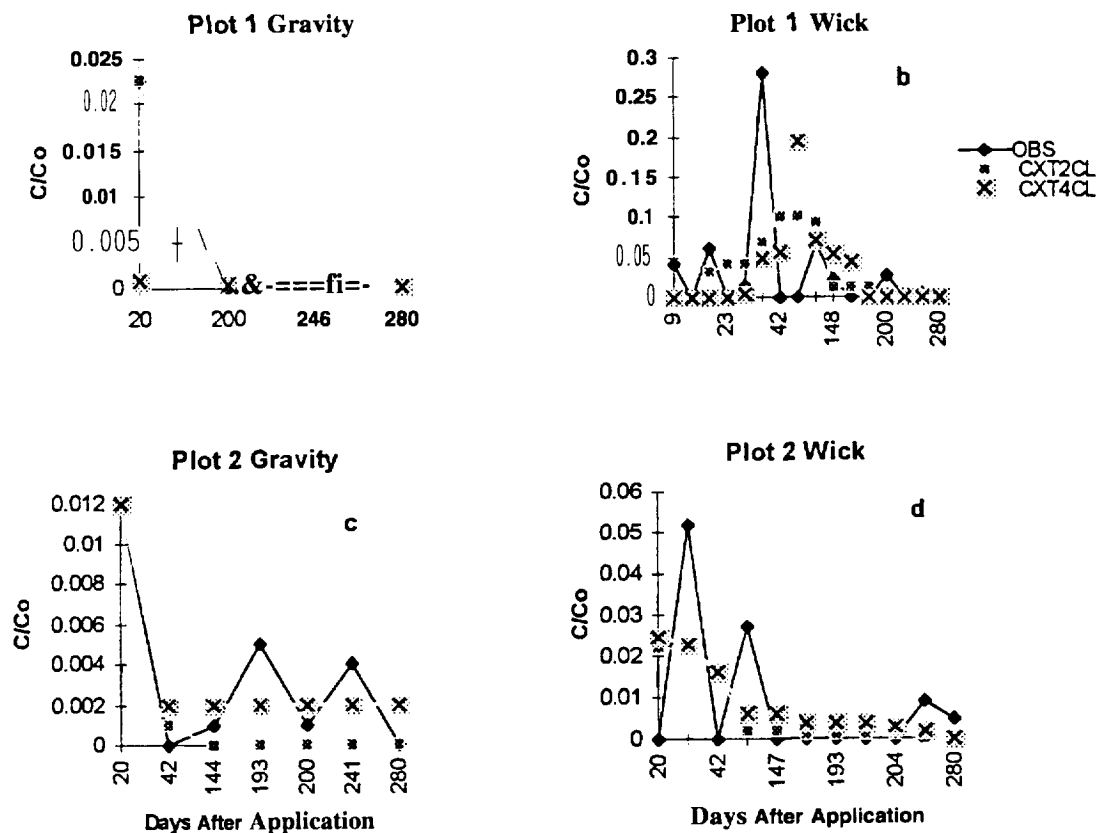 Plot 1 Gravity
0.025
0.02
0.015
0.01
0.005
0
C/Co
20
200
.&-===fi=-
246
280
Plot 1 Wick
b
0.3
0.25
0.2
0.15
0.1
0.05
0
C/Co
9
23
42
148
200
280
OBS
CXT2CL
CXT4CL
Plot 2 Gravity
c
0.012
0.01
0.008
0.006
0.004
0.002
0
C/Co
20
42
144
193
200
241
280
Days After Application
Plot 2 Wick
d
0.06
0.05
0.04
0.03
0.02
0.01
0
C/Co
20
42
147
193
204
280
Days After Application